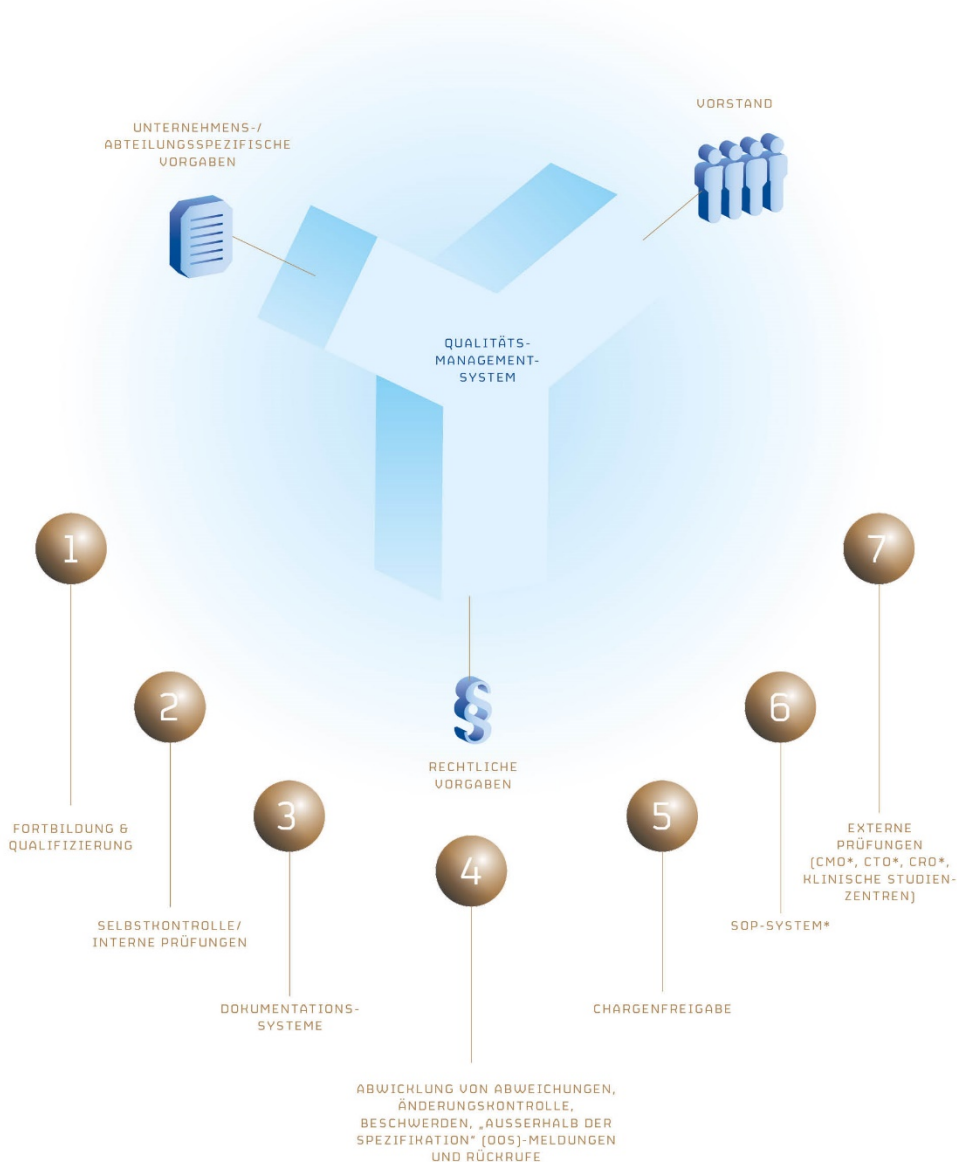 VORSTAND
UNTERNEHMENS-/
ABTEILUNGSSPEZIFISCHE
VORGABEN
QUALITÄTS-
MANAGEMENT-
SYSTEM
§
RECHTLICHE
VORGABEN
1
FORTBILDUNG &
QUALIFIZIERUNG
2
SELBSTKONTROLLE/
INTERNE PRÜFUNGEN
3
DOKUMENTATIONS-
SYSTEME
4
ABWICKLUNG VON ABWEICHUNGEN,
ÄNDERUNGSKONTROLLE,
BESCHWERDEN, „AUSSERHALB DER
SPEZIFIKATION“ (OOS)-MELDUNGEN
UND RÜCKRUFE
5
CHARGENFREIGABE
6
SOP-SYSTEM*
7
EXTERNE
PRÜFUNGEN
(CMO*, CTO*, CRO*,
KLINISCHE STUDIEN-
ZENTREN)